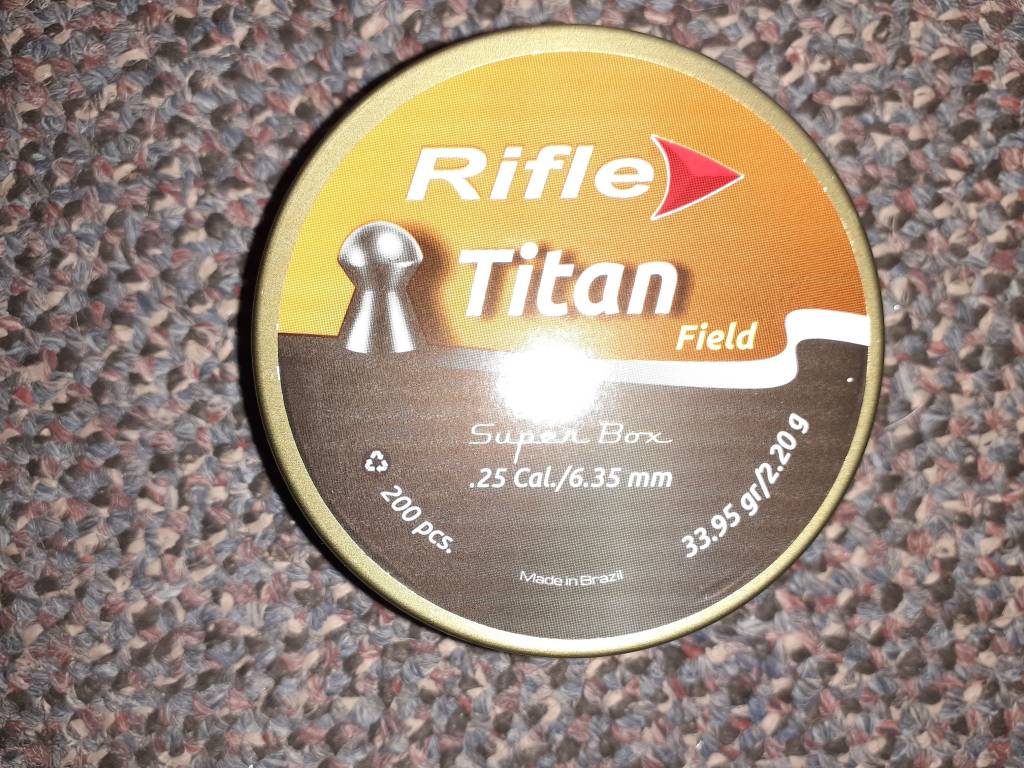 Rifle
Titan
Field
Super Box
.25 Cal./6.35 mm
200 pcs.
33.95 gr/2.20 g
Made in Brazil